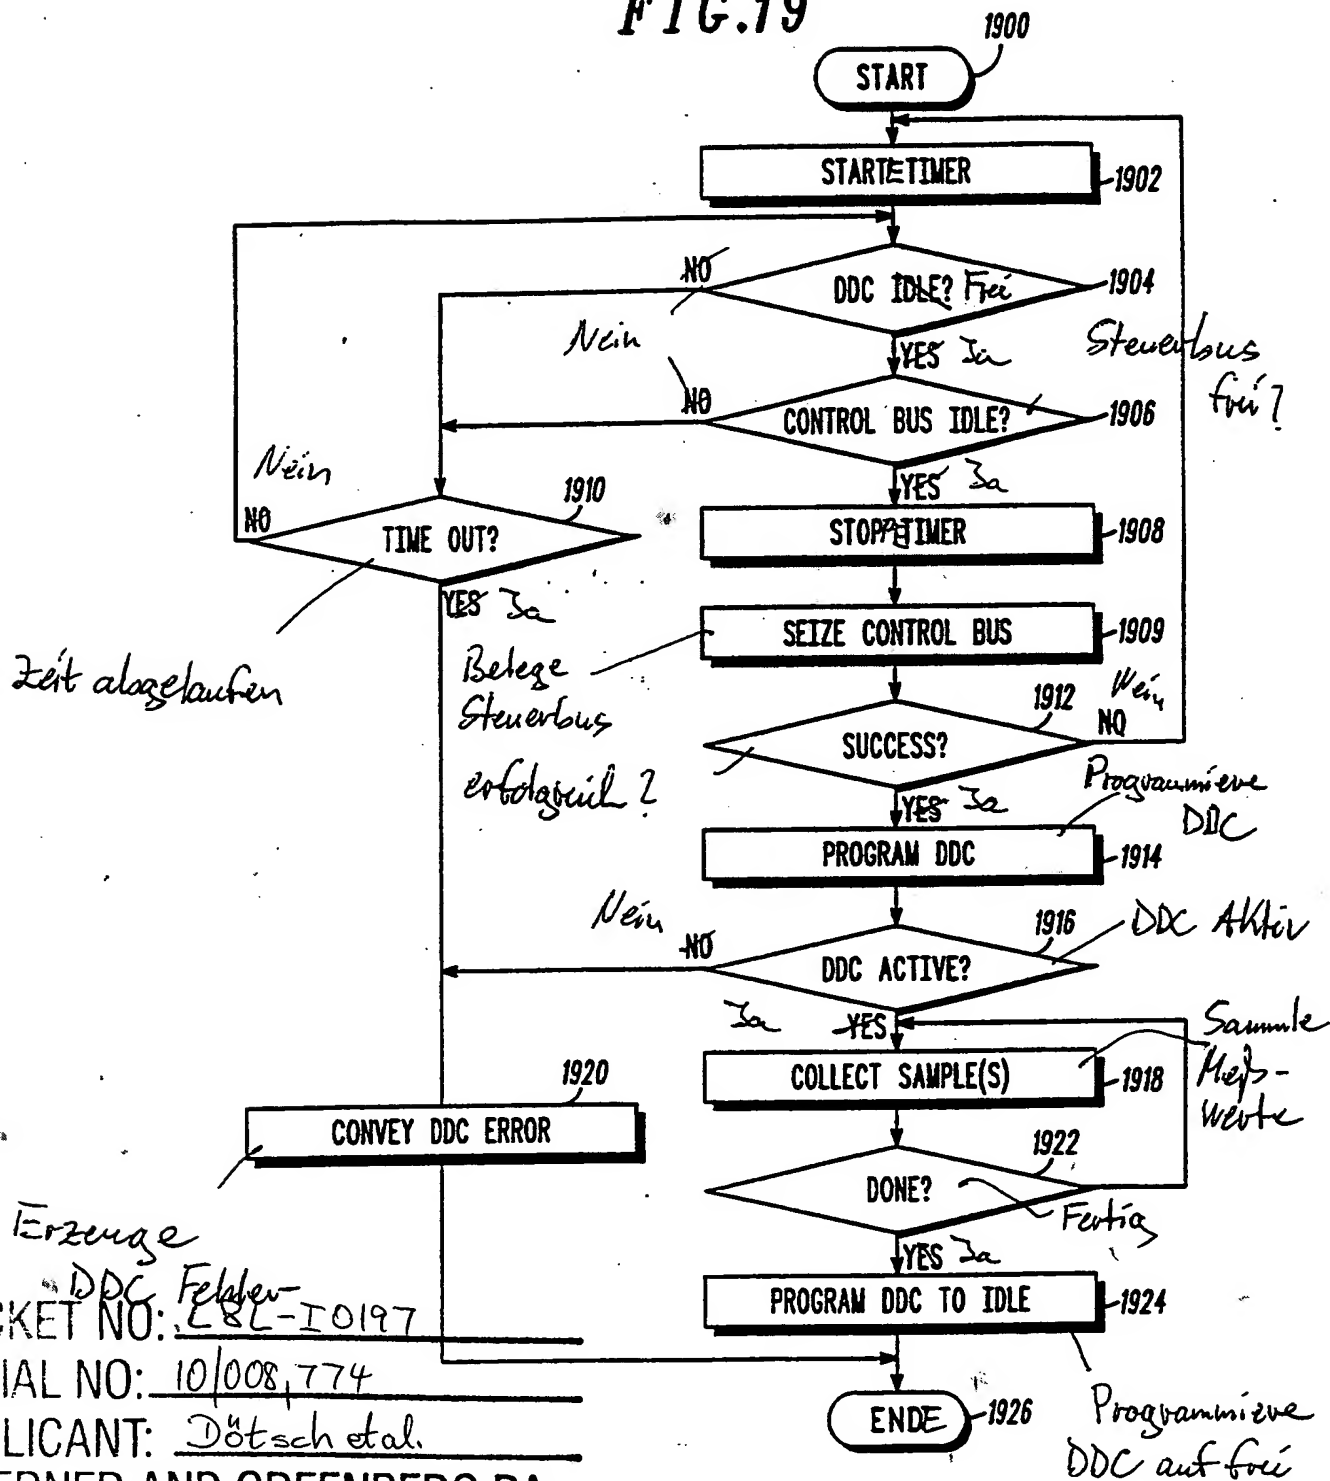 FIG.19
1900
START
STARTE TIMER
1902
NO
DDC IDLE? Frei
1904
Nein
YES Ja
Steuerbus
frei?
NO
CONTROL BUS IDLE?
1906
Nein
YES Ja
1910
NO
TIME OUT?
STOPPE TIMER
1908
YES Ja
SEIZE CONTROL BUS
1909
Zeit abgelaufen
Belege
Steuerbus
Nein
1912
NO
SUCCESS?
erfolgreich?
Programmiere
DDC
YES Ja
PROGRAM DDC
1914
Nein
NO
1916
DDC Aktiv
DDC ACTIVE?
Ja YES
Sammle
Meß-
werte
COLLECT SAMPLE(S)
1918
1920
CONVEY DDC ERROR
1922
DONE?
Fertig
Erzeuge
DDC Fehler-
YES Ja
PROGRAM DDC TO IDLE
1924
CKET NO: L&L-I0197
IAL NO: 10/008,774
LICANT: Dötsch et al.
ENDE
1926
Programmiere
DDC auf frei
ERNER AND GREENBERG P.A.